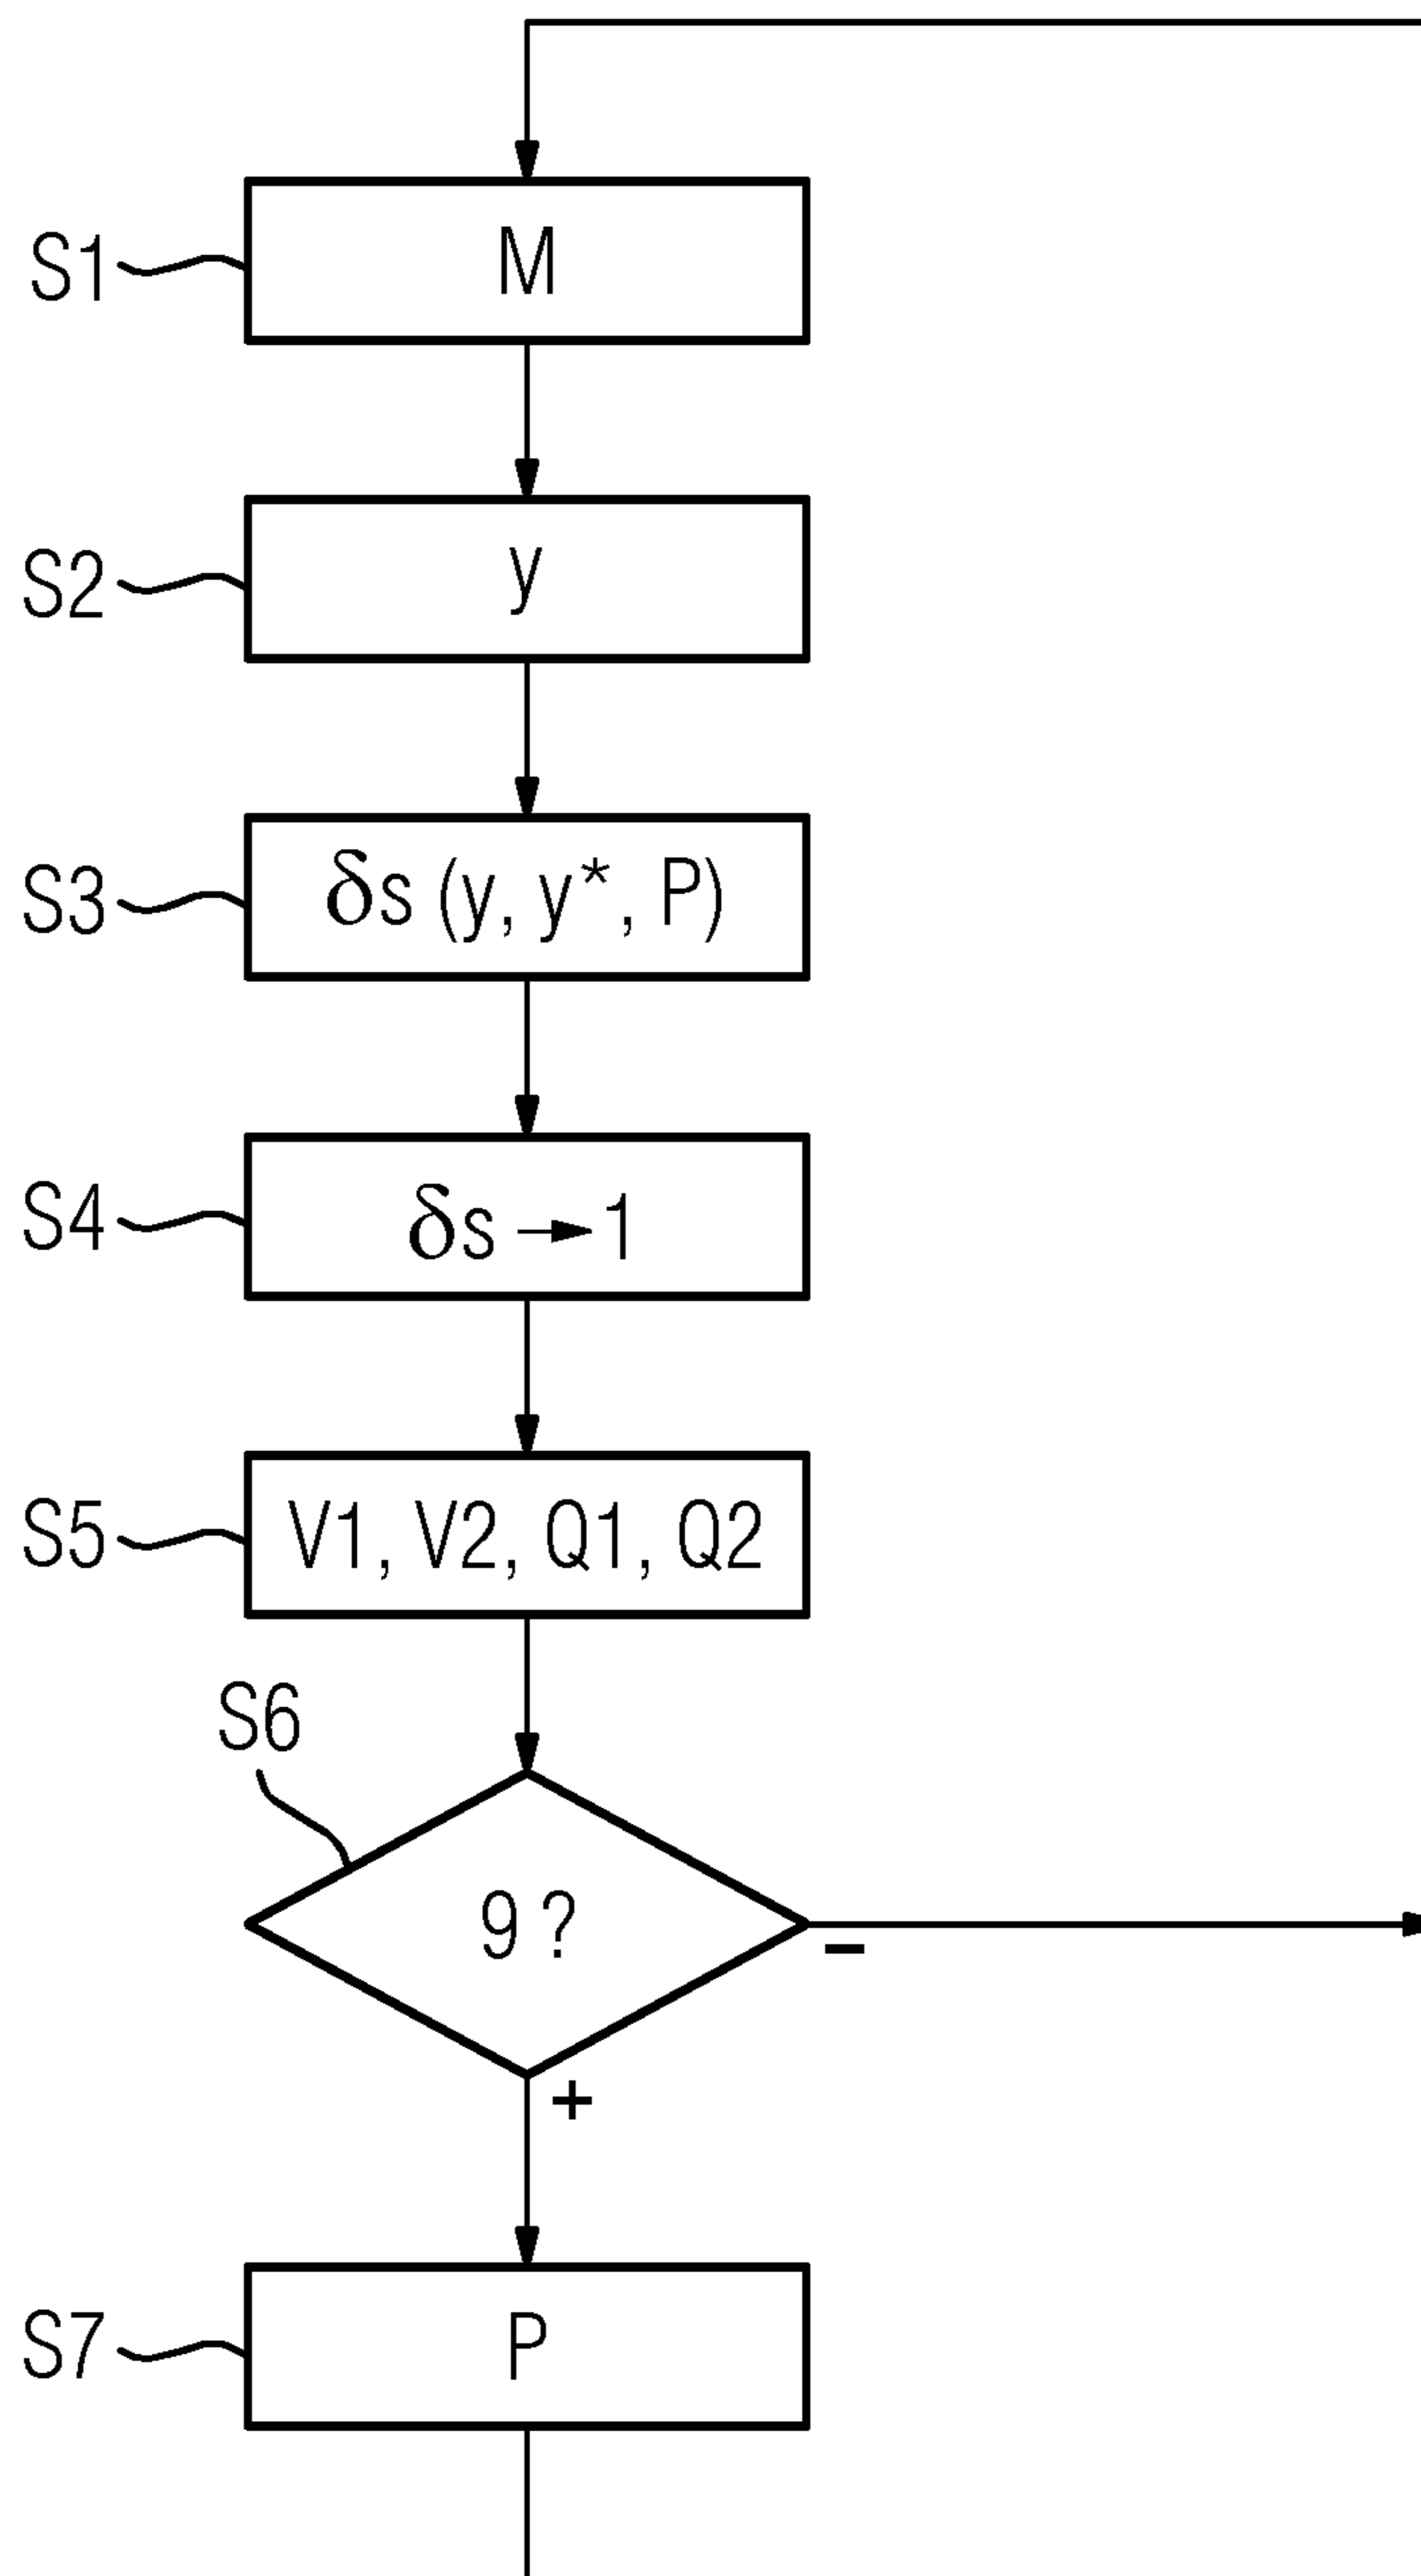 S1 M
S2 y
S3 δs (y, y*, P)
S4 δs → 1
S5 V1, V2, Q1, Q2
S6
9 ?
−
+
S7 P